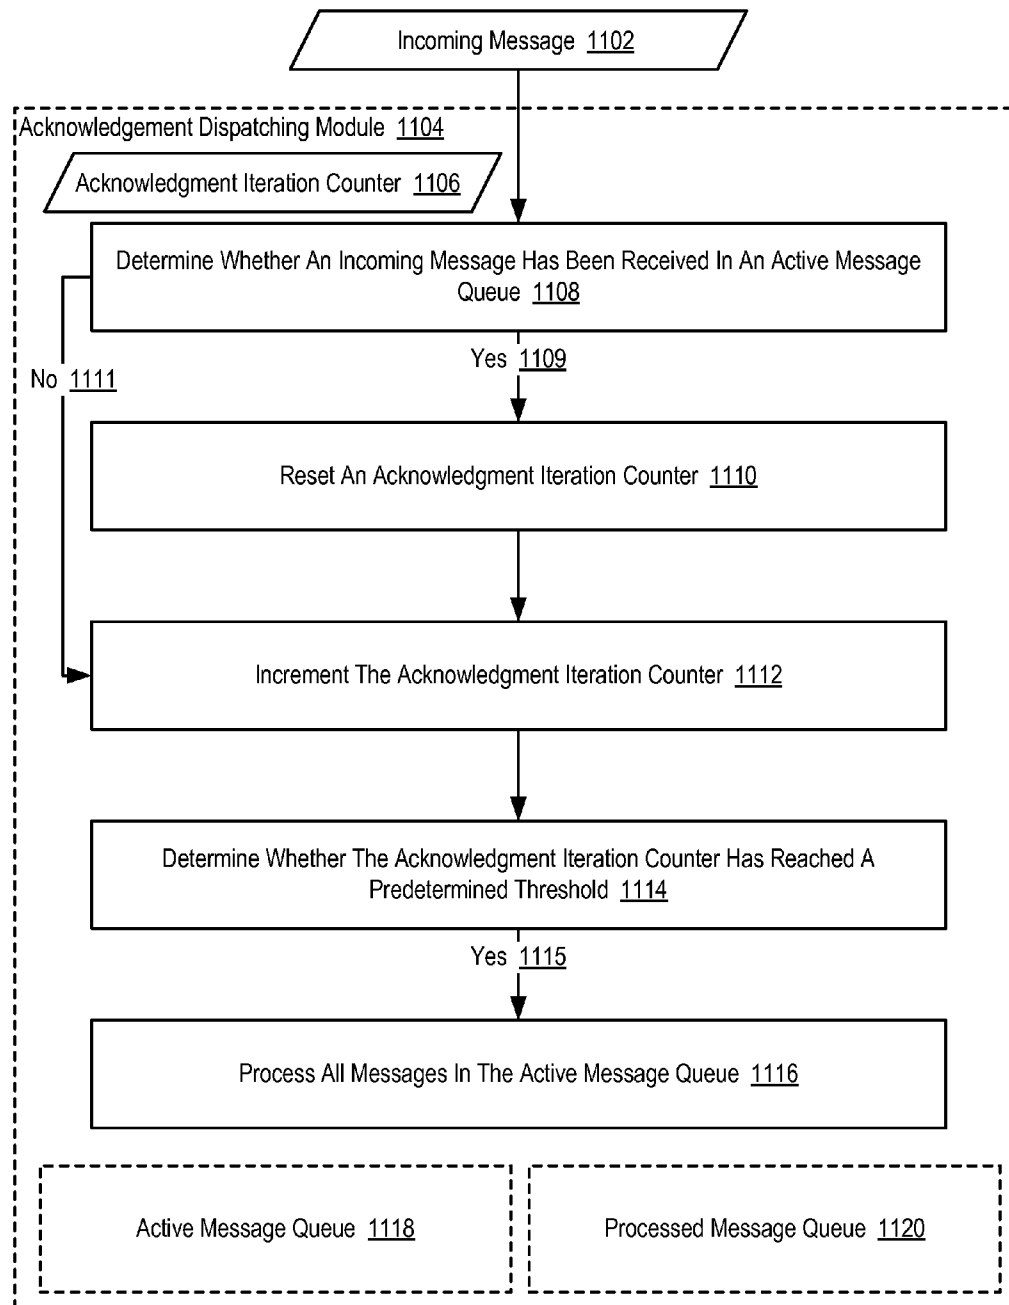 Incoming Message 1102
Acknowledgement Dispatching Module 1104
Acknowledgment Iteration Counter 1106
Determine Whether An Incoming Message Has Been Received In An Active Message
Queue 1108
Yes 1109
No 1111
Reset An Acknowledgment Iteration Counter 1110
Increment The Acknowledgment Iteration Counter 1112
Determine Whether The Acknowledgment Iteration Counter Has Reached A
Predetermined Threshold 1114
Yes 1115
Process All Messages In The Active Message Queue 1116
Active Message Queue 1118
Processed Message Queue 1120